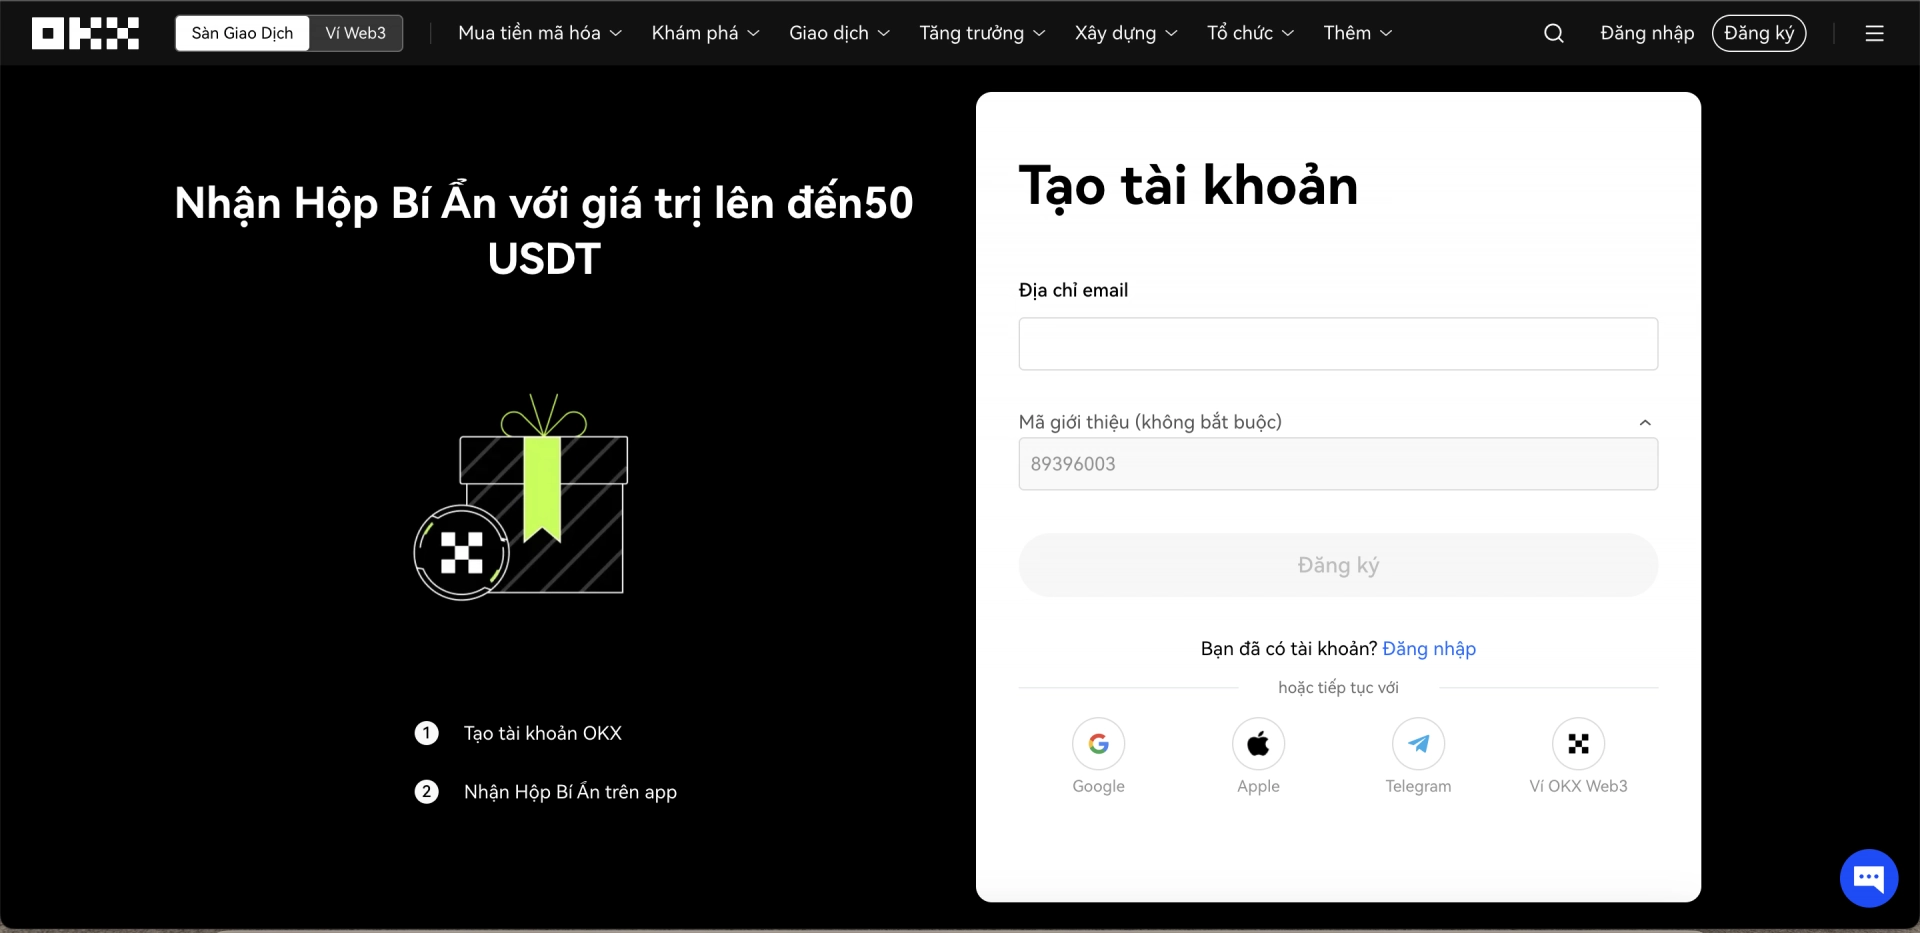 OKX
Sàn Giao Dịch
Ví Web3
Mua tiền mã hóa
Khám phá
Giao dịch
Tăng trưởng
Xây dựng
Tổ chức
Thêm
Đăng nhập
Đăng ký
Nhận Hộp Bí Ẩn với giá trị lên đến50
USDT
1 Tạo tài khoản OKX
2 Nhận Hộp Bí Ẩn trên app
Tạo tài khoản
Địa chỉ email
Mã giới thiệu (không bắt buộc)
89396003
Đăng ký
Bạn đã có tài khoản? Đăng nhập
hoặc tiếp tục với
Google
Apple
Telegram
Ví OKX Web3